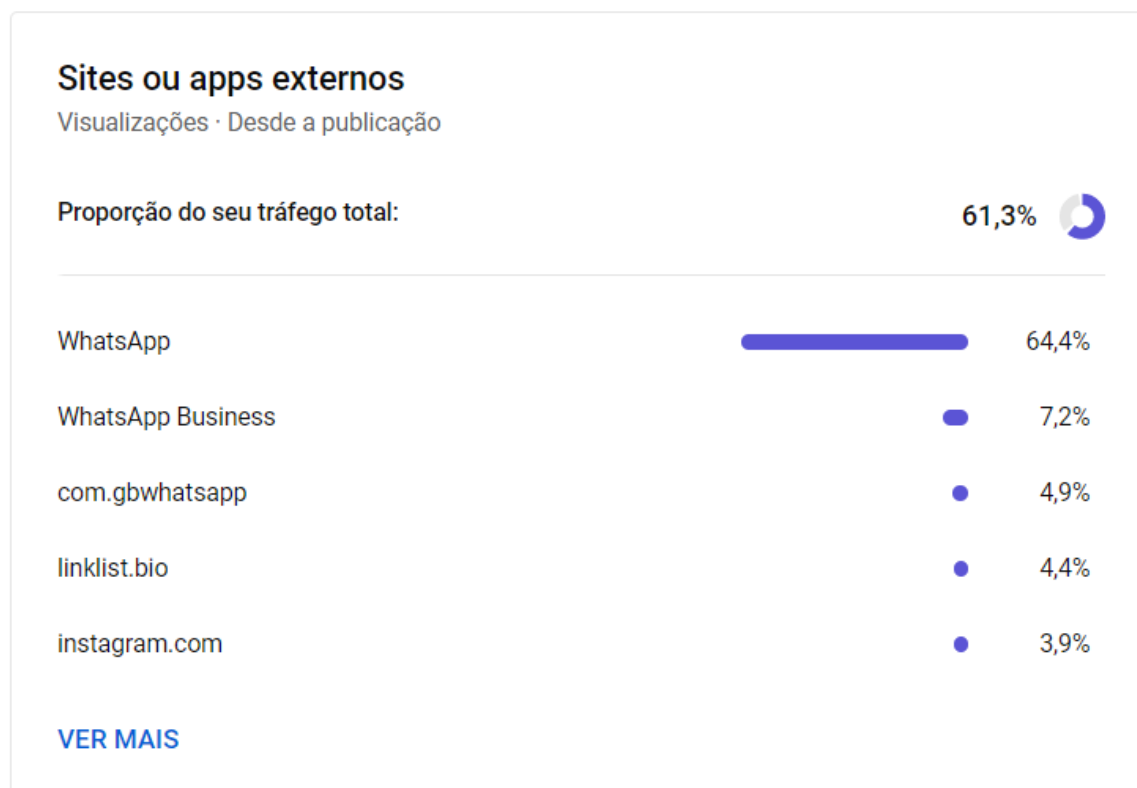 Sites ou apps externos
Visualizações · Desde a publicação
Proporção do seu tráfego total: 61,3%
WhatsApp 64,4%
WhatsApp Business 7,2%
com.gbwhatsapp 4,9%
linklist.bio 4,4%
instagram.com 3,9%
VER MAIS